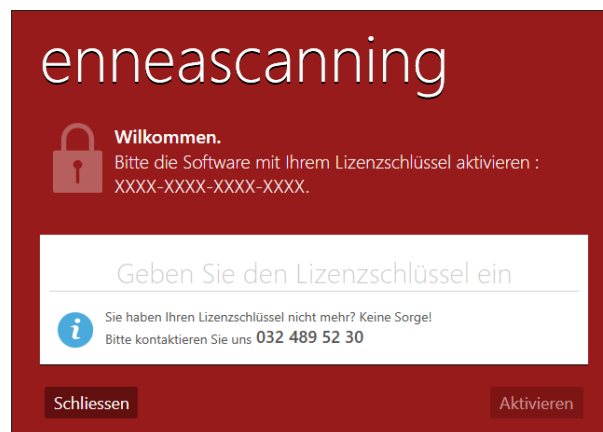 enneascanning
Wilkommen.
Bitte die Software mit Ihrem Lizenzschlüssel aktivieren :
XXXX-XXXX-XXXX-XXXX.
Geben Sie den Lizenzschlüssel ein
Sie haben Ihren Lizenzschlüssel nicht mehr? Keine Sorge!
Bitte kontaktieren Sie uns 032 489 52 30
Schliessen
Aktivieren